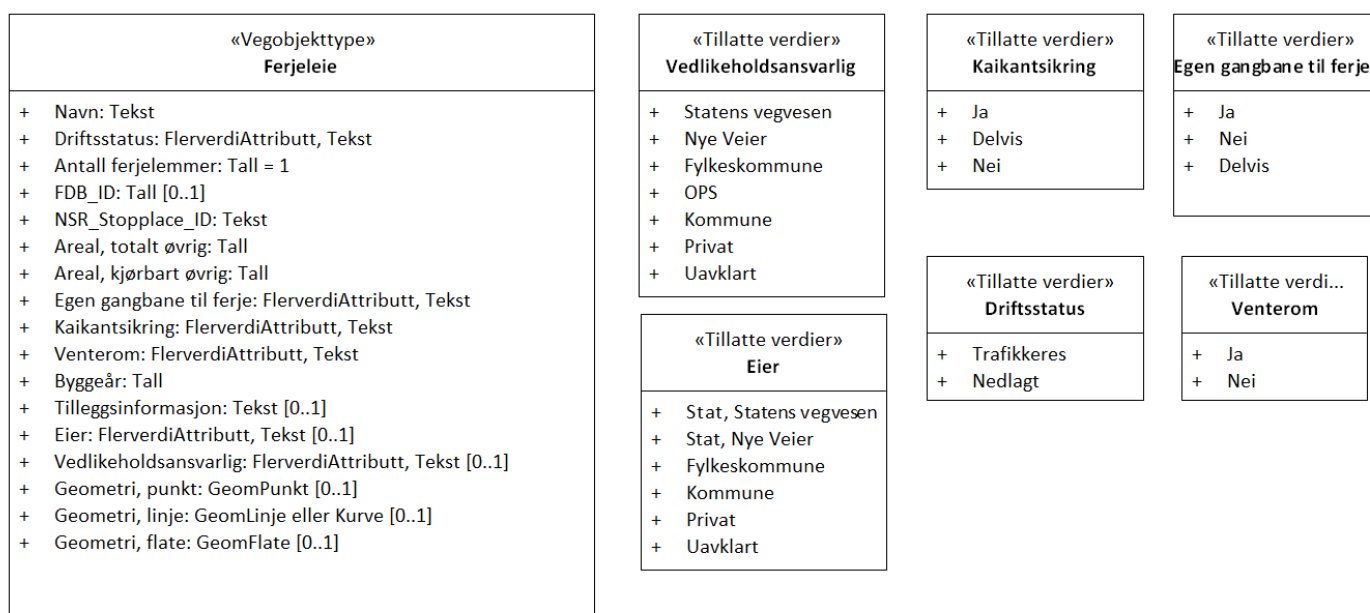 «Vegobjekttype»
Ferjeleie
+ Navn: Tekst
+ Driftsstatus: FlerverdiAttributt, Tekst
+ Antall ferjelemmer: Tall = 1
+ FDB_ID: Tall [0..1]
+ NSR_Stopplace_ID: Tekst
+ Areal, totalt øvrig: Tall
+ Areal, kjørbart øvrig: Tall
+ Egen gangbane til ferje: FlerverdiAttributt, Tekst
+ Kaikantsikring: FlerverdiAttributt, Tekst
+ Venterom: FlerverdiAttributt, Tekst
+ Byggeår: Tall
+ Tilleggsinformasjon: Tekst [0..1]
+ Eier: FlerverdiAttributt, Tekst [0..1]
+ Vedlikeholdsansvarlig: FlerverdiAttributt, Tekst [0..1]
+ Geometri, punkt: GeomPunkt [0..1]
+ Geometri, linje: GeomLinje eller Kurve [0..1]
+ Geometri, flate: GeomFlate [0..1]
«Tillatte verdier»
Vedlikeholdsansvarlig
+ Statens vegvesen
+ Nye Veier
+ Fylkeskommune
+ OPS
+ Kommune
+ Privat
+ Uavklart
«Tillatte verdier»
Eier
+ Stat, Statens vegvesen
+ Stat, Nye Veier
+ Fylkeskommune
+ Kommune
+ Privat
+ Uavklart
«Tillatte verdier»
Kaikantsikring
+ Ja
+ Delvis
+ Nei
«Tillatte verdier»
Egen gangbane til ferje
+ Ja
+ Nei
+ Delvis
«Tillatte verdier»
Driftsstatus
+ Trafikkeres
+ Nedlagt
«Tillatte verdi...
Venterom
+ Ja
+ Nei